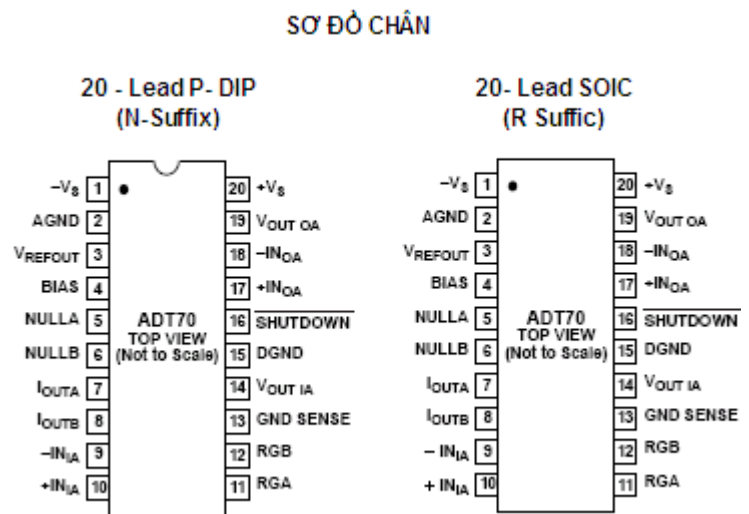 SƠ ĐỒ CHÂN
20 - Lead P- DIP
(N-Suffix)
–VS 1 20 +VS
AGND 2 19 VOUT OA
VREFOUT 3 18 –INOA
BIAS 4 17 +INOA
NULLA 5 16 SHUTDOWN
NULLB 6 15 DGND
IOUTA 7 14 VOUT IA
IOUTB 8 13 GND SENSE
–INIA 9 12 RGB
+INIA 10 11 RGA
ADT70
TOP VIEW
(Not to Scale)
20- Lead SOIC
(R Suffic)
–VS 1 20 +VS
AGND 2 19 VOUT OA
VREFOUT 3 18 –INOA
BIAS 4 17 +INOA
NULLA 5 16 SHUTDOWN
NULLB 6 15 DGND
IOUTA 7 14 VOUT IA
IOUTB 8 13 GND SENSE
– INIA 9 12 RGB
+ INIA 10 11 RGA
ADT70
TOP VIEW
(Not to Scale)